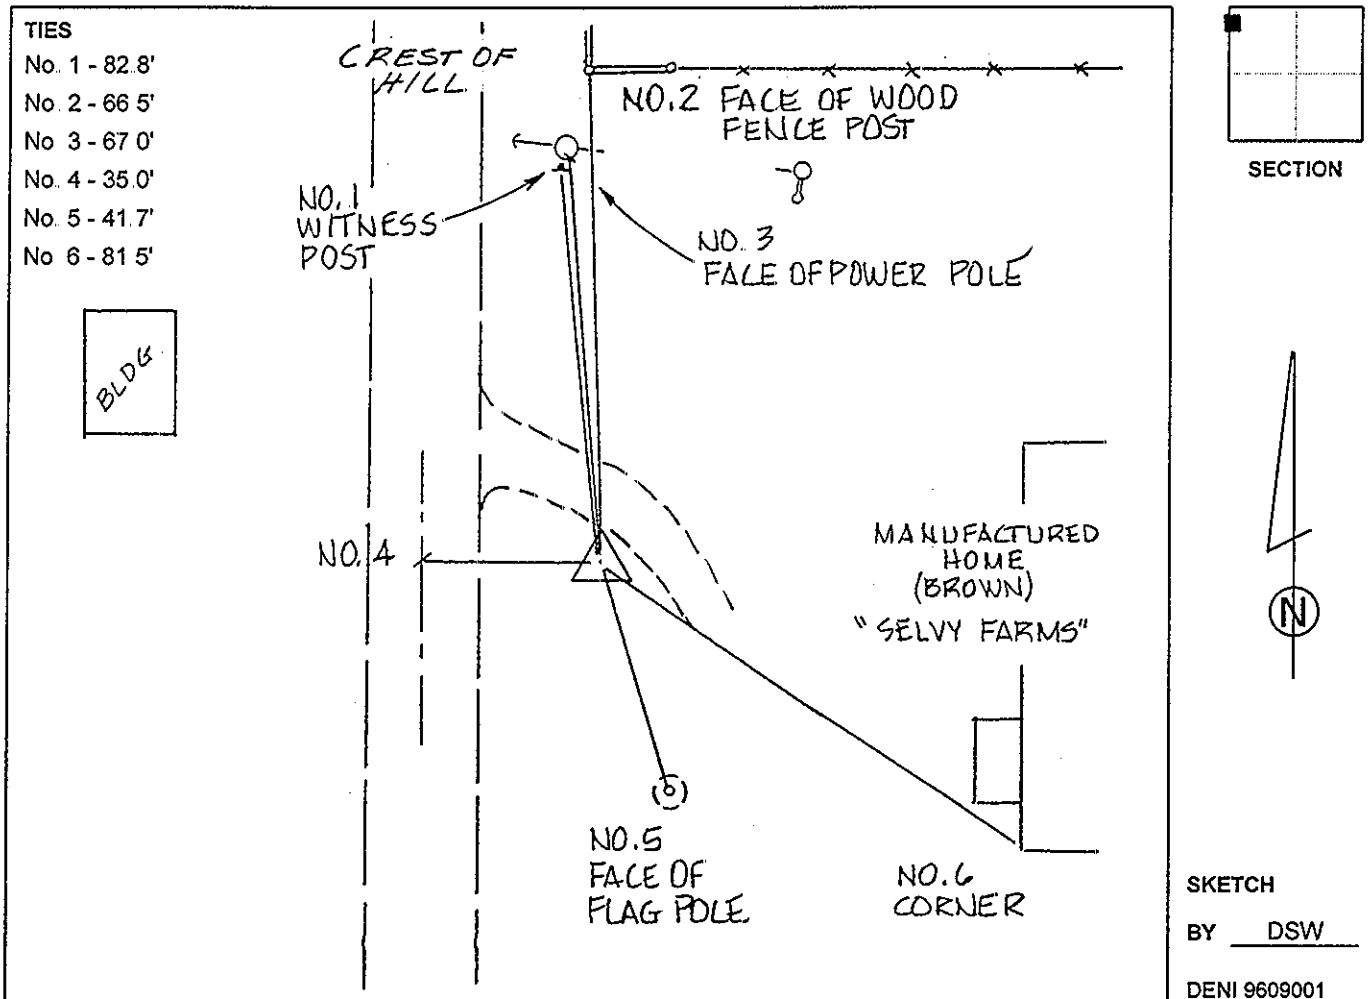 TIES
No. 1 - 82.8'
No. 2 - 66 5'
No. 3 - 67 0'
No. 4 - 35.0'
No. 5 - 41.7'
No 6 - 81 5'
CREST OF
HILL
NO.2 FACE OF WOOD
FENCE POST
NO. 1
WITNESS
POST
NO. 3
FACE OF POWER POLE
BLDG
NO. 4
MANUFACTURED
HOME
(BROWN)
"SELVY FARMS"
NO.5
FACE OF
FLAG POLE
NO.6
CORNER
SECTION
N
SKETCH
BY DSW
DENI 9609001